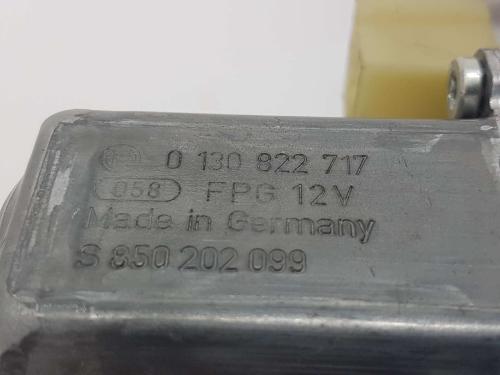 0 130 822 717
058 FPG 12V
Made in Germany
S 850 202 099